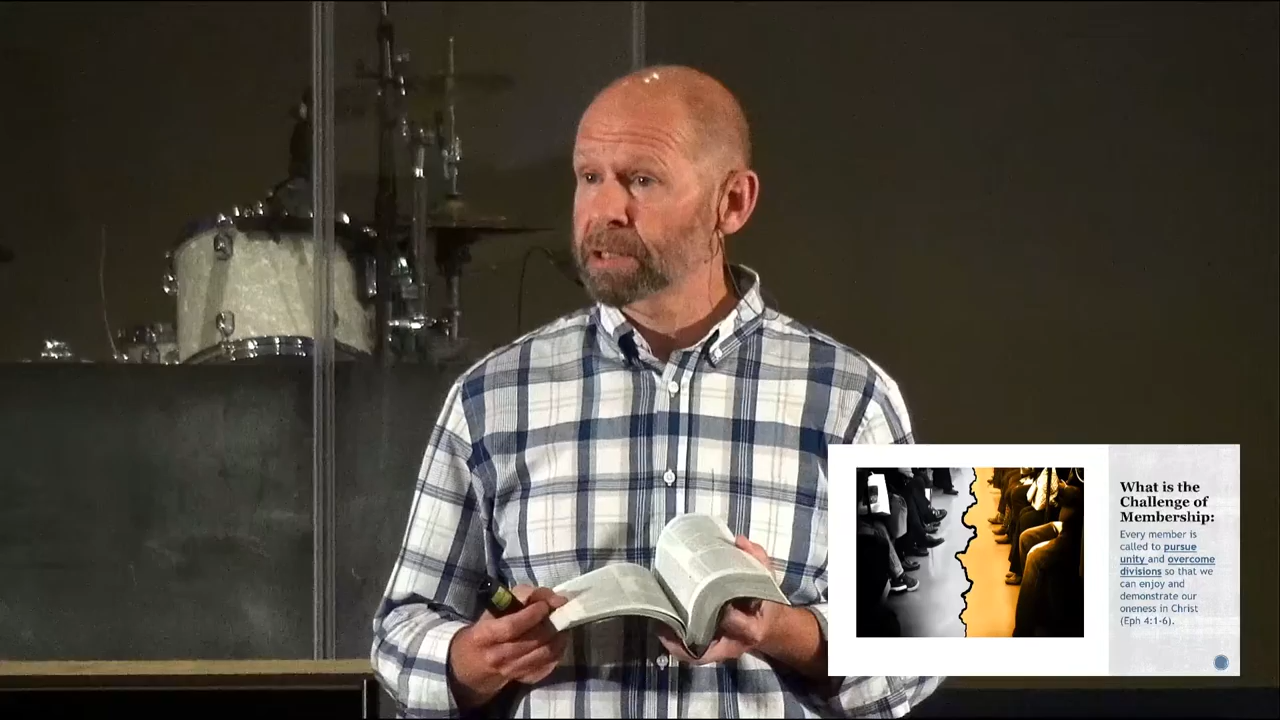 What is the
Challenge of
Membership:
Every member is
called to pursue
unity and overcome
divisions so that we
can enjoy and
demonstrate our
oneness in Christ
(Eph 4:1-6).